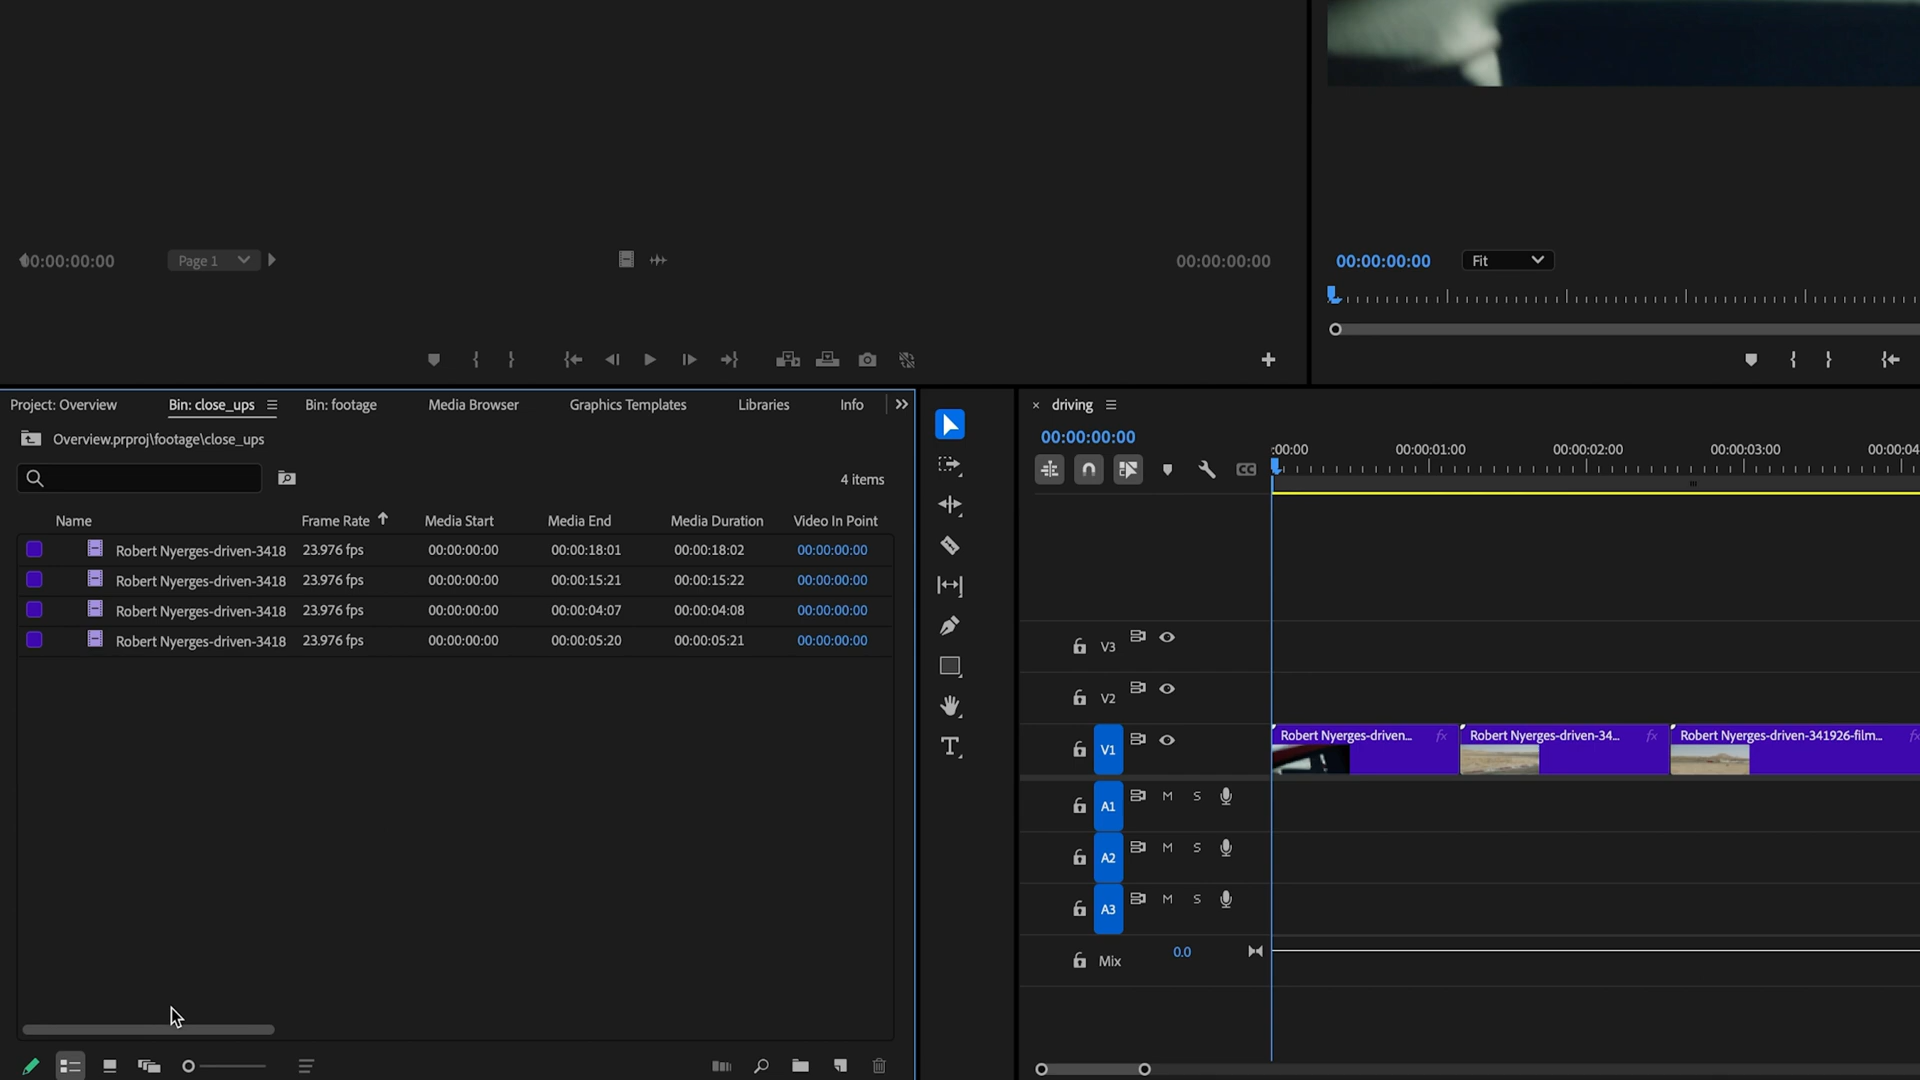 00:00:00:00
Page 1
00:00:00:00
00:00:00:00
Fit
Project: Overview
Bin: close_ups
Bin: footage
Media Browser
Graphics Templates
Libraries
Info
Overview.prproj\footage\close_ups
4 items
Name Frame Rate Media Start Media End Media Duration Video In Point
Robert Nyerges-driven-3418 23.976 fps 00:00:00:00 00:00:18:01 00:00:18:02 00:00:00:00
Robert Nyerges-driven-3418 23.976 fps 00:00:00:00 00:00:15:21 00:00:15:22 00:00:00:00
Robert Nyerges-driven-3418 23.976 fps 00:00:00:00 00:00:04:07 00:00:04:08 00:00:00:00
Robert Nyerges-driven-3418 23.976 fps 00:00:00:00 00:00:05:20 00:00:05:21 00:00:00:00
T
driving
00:00:00:00
CC
:00:00 00:00:01:00 00:00:02:00 00:00:03:00 00:00:04
V3
V2
V1
Robert Nyerges-driven... fx
Robert Nyerges-driven-34... fx
Robert Nyerges-driven-341926-film... fx
A1 M S
A2 M S
A3 M S
Mix 0.0